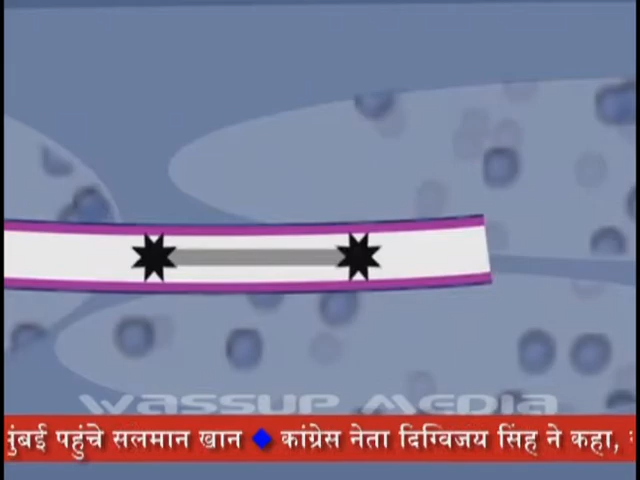 WASSUP MEDIA
मुंबई पहुंचे सलमान खान ◆ कांग्रेस नेता दिग्विजय सिंह ने कहा,